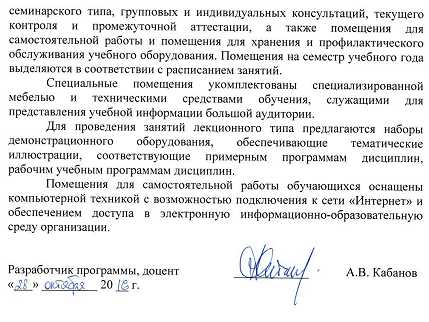 семинарского типа, групповых и индивидуальных консультаций, текущего
контроля и промежуточной аттестации, а также помещения для
самостоятельной работы и помещения для хранения и профилактического
обслуживания учебного оборудования. Помещения на семестр учебного года
выделяются в соответствии с расписанием занятий.
Специальные помещения укомплектованы специализированной
мебелью и техническими средствами обучения, служащими для
представления учебной информации большой аудитории.
Для проведения занятий лекционного типа предлагаются наборы
демонстрационного оборудования, обеспечивающие тематические
иллюстрации, соответствующие примерным программам дисциплин,
рабочим учебным программам дисциплин.
Помещения для самостоятельной работы обучающихся оснащены
компьютерной техникой с возможностью подключения к сети «Интернет» и
обеспечением доступа в электронную информационно-образовательную
среду организации.
Разработчик программы, доцент А.В. Кабанов
«28» октября 2016 г.